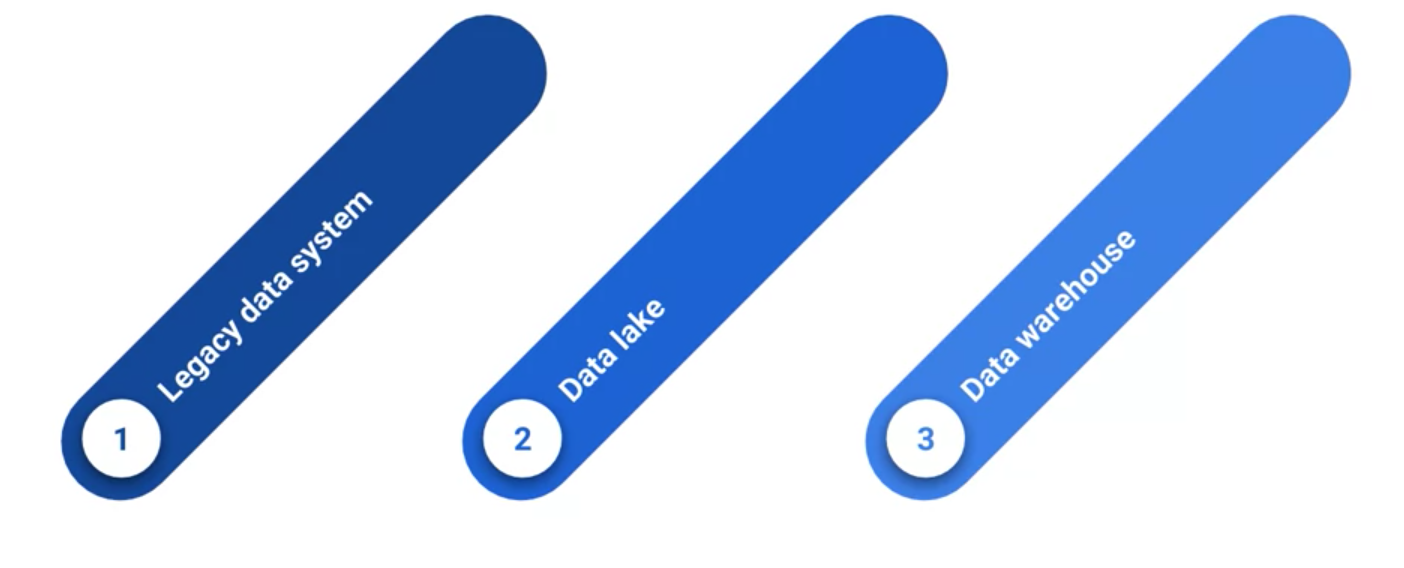 1
Legacy data system
2
Data lake
3
Data warehouse